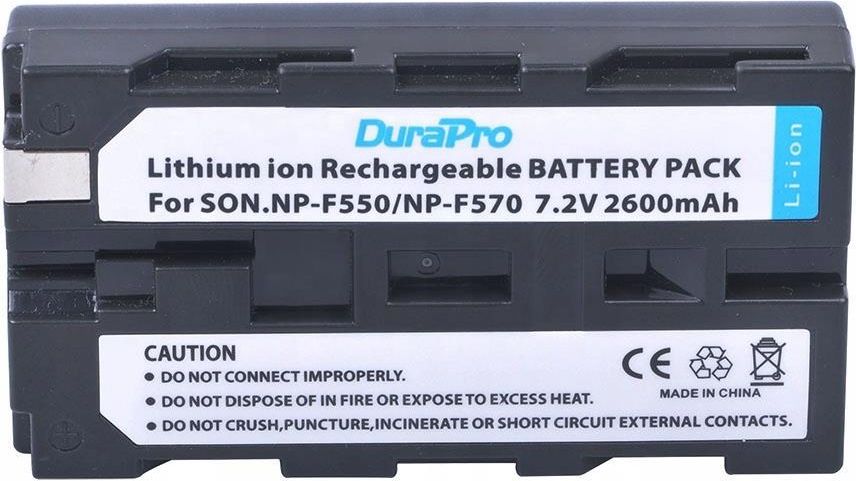 DuraPro
Lithium ion Rechargeable BATTERY PACK
For SON.NP-F550/NP-F570 7.2V 2600mAh
Li-ion
CAUTION
● DO NOT CONNECT IMPROPERLY.
● DO NOT DISPOSE OF IN FIRE OR EXPOSE TO EXCESS HEAT.
● DO NOT CRUSH,PUNCTURE,INCINERATE OR SHORT CIRCUIT EXTERNAL CONTACTS.
CE
MADE IN CHINA